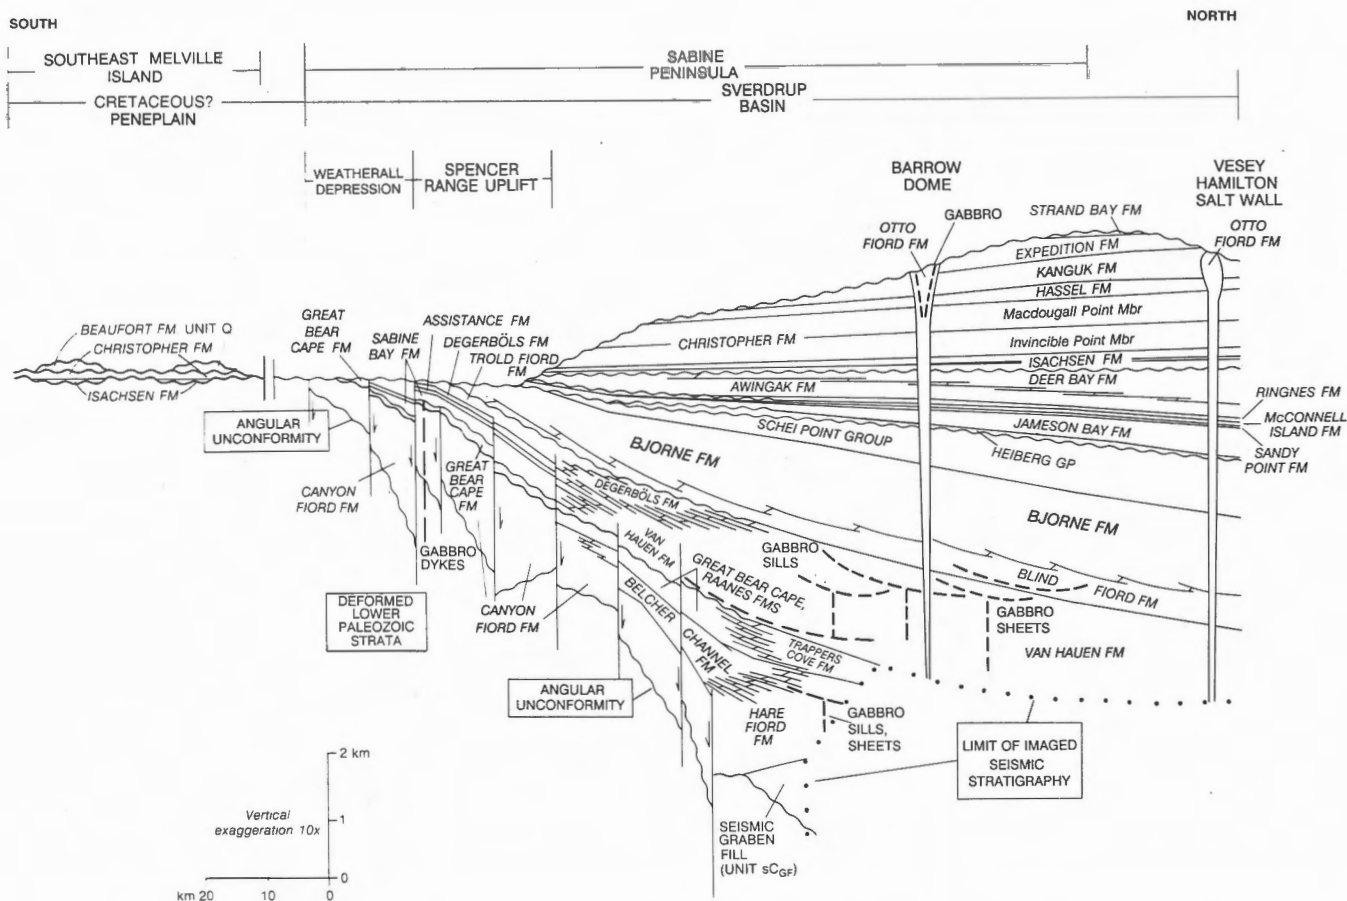 SOUTH
NORTH
SOUTHEAST MELVILLE
ISLAND
SABINE
PENINSULA
CRETACEOUS?
PENEPLAIN
SVERDRUP
BASIN
WEATHERALL
DEPRESSION
SPENCER
RANGE UPLIFT
BARROW
DOME
VESEY
HAMILTON
SALT WALL
OTTO
FIORD FM
GABBRO
STRAND BAY FM
OTTO
FIORD FM
EXPEDITION FM
KANGUK FM
HASSEL FM
Macdougall Point Mbr
CHRISTOPHER FM
Invincible Point Mbr
ISACHSEN FM
DEER BAY FM
AWINGAK FM
RINGNES FM
McCONNELL
ISLAND FM
SANDY
POINT FM
JAMESON BAY FM
HEIBERG GP
SCHEI POINT GROUP
BEAUFORT FM UNIT Q
CHRISTOPHER FM
ISACHSEN FM
GREAT
BEAR
CAPE FM
SABINE
BAY FM
ASSISTANCE FM
DEGERBÖLS FM
TROLD FIORD
FM
ANGULAR
UNCONFORMITY
CANYON
FIORD FM
GREAT
BEAR
CAPE
FM
BJORNE FM
DEGERBÖLS FM
BJORNE FM
GABBRO
DYKES
DEFORMED
LOWER
PALEOZOIC
STRATA
CANYON
FIORD FM
VAN
HAUEN FM
BELCHER
CHANNEL
FM
GREAT BEAR CAPE,
RAANES FMS
GABBRO
SILLS
BLIND
FIORD FM
GABBRO
SHEETS
VAN HAUEN FM
TRAPPERS
COVE FM
ANGULAR
UNCONFORMITY
HARE
FIORD
FM
GABBRO
SILLS,
SHEETS
LIMIT OF IMAGED
SEISMIC
STRATIGRAPHY
SEISMIC
GRABEN
FILL
(UNIT sCGF)
2 km
Vertical
exaggeration 10x
1
0
km 20
10
0